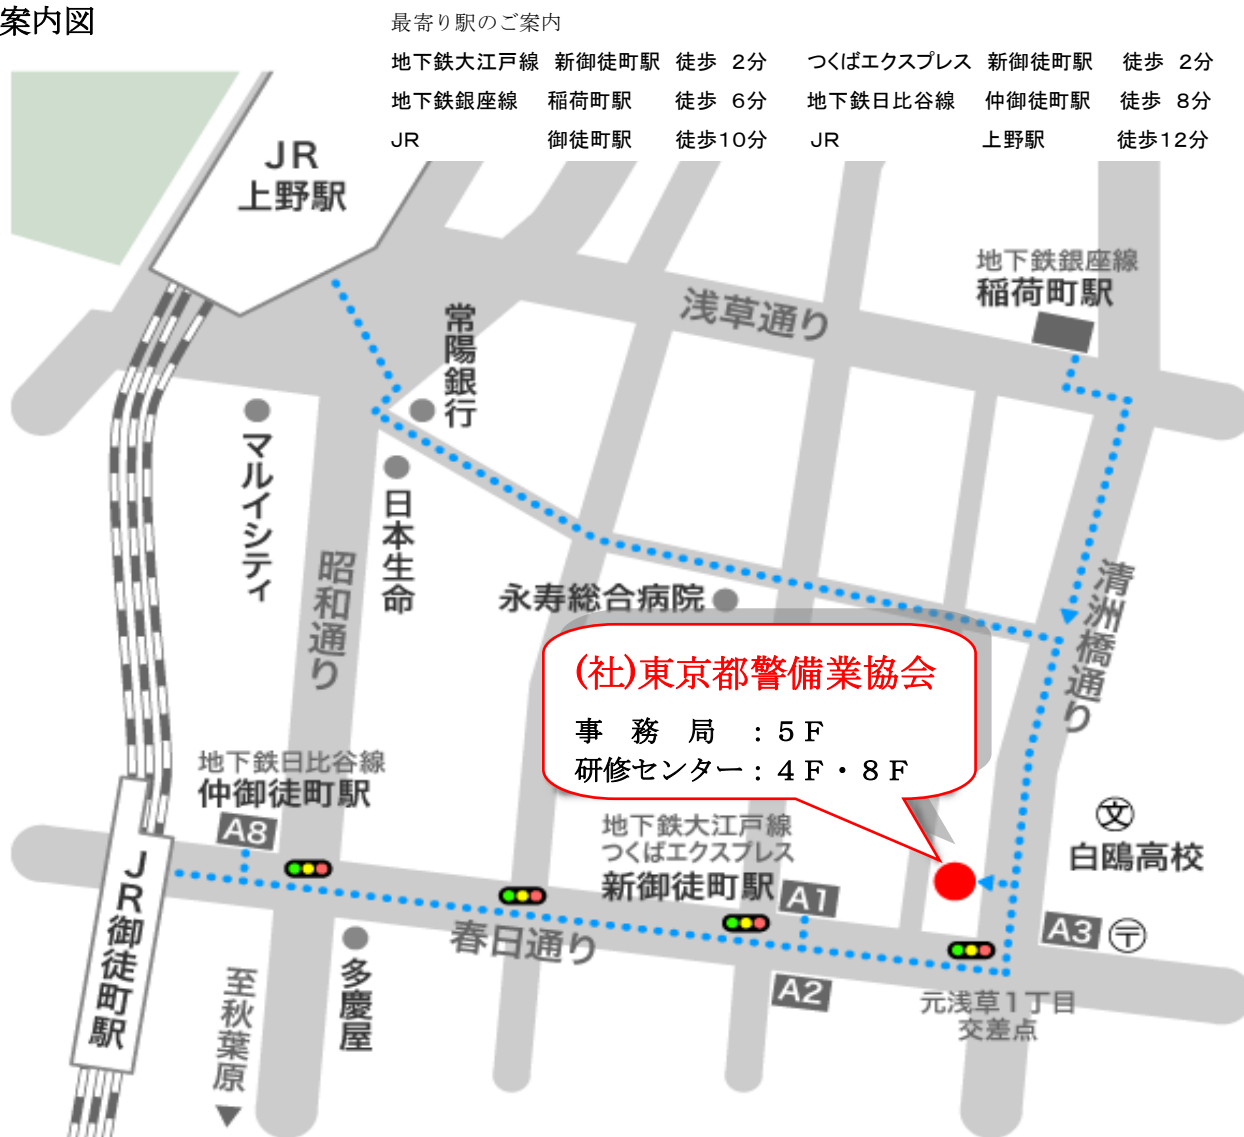 案内図
最寄り駅のご案内
地下鉄大江戸線 新御徒町駅 徒歩 2分 つくばエクスプレス 新御徒町駅 徒歩 2分
地下鉄銀座線 稲荷町駅 徒歩 6分 地下鉄日比谷線 仲御徒町駅 徒歩 8分
JR 御徒町駅 徒歩10分 JR 上野駅 徒歩12分
JR
上野駅
地下鉄銀座線
稲荷町駅
浅草通り
常陽銀行
マルイシティ
日本生命
昭和通り
永寿総合病院
清洲橋通り
(社)東京都警備業協会
事 務 局 : 5F
研修センター : 4F・8F
地下鉄日比谷線
仲御徒町駅
A8
地下鉄大江戸線
つくばエクスプレス
新御徒町駅
A1
文
白鴎高校
A3
〒
JR御徒町駅
春日通り
多慶屋
至秋葉原
▼
A2
元浅草1丁目
交差点